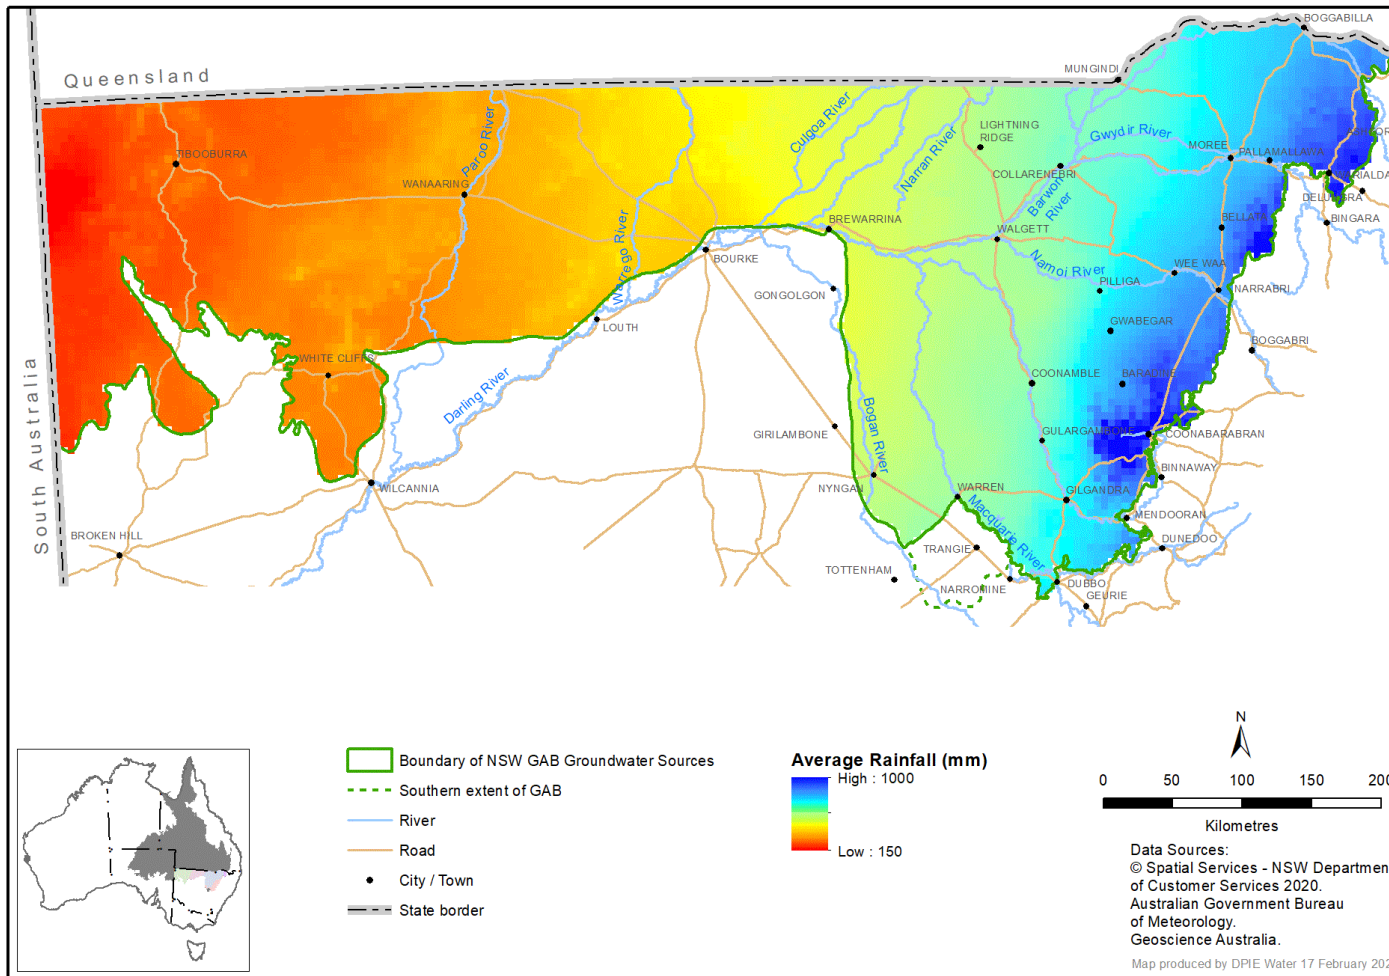 BOGGABILLA
Queensland
MUNGINDI
Culgoa River
Paroo River
LIGHTNING
RIDGE
Gwydir River
Narran River
MOREE
PALLAMALLAWA
TIBOOBURRA
WANAARING
COLLARENEBRI
Barwon
River
DELUNGRA
BINGARA
BREWARRINA
BELLATA
WALGETT
Warrego River
BOURKE
Namoi River
WEE WAA
GONGOLGON
PILLIGA
NARRABRI
LOUTH
GWABEGAR
BOGGABRI
WHITE CLIFFS
South Australia
COONAMBLE
BARADINE
Darling River
Bogan River
GIRILAMBONE
GULARGAMBONE
COONABARABRAN
BINNAWAY
WILCANNIA
NYNGAN
WARREN
GILGANDRA
Macquarie River
MENDOORAN
BROKEN HILL
TRANGIE
DUNEDOO
TOTTENHAM
NARROMINE
DUBBO
GEURIE
N
Boundary of NSW GAB Groundwater Sources
Southern extent of GAB
River
Road
City / Town
State border
Average Rainfall (mm)
High : 1000
Low : 150
0 50 100 150 200
Kilometres
Data Sources:
© Spatial Services - NSW Departmen
of Customer Services 2020.
Australian Government Bureau
of Meteorology.
Geoscience Australia.
Map produced by DPIE Water 17 February 202